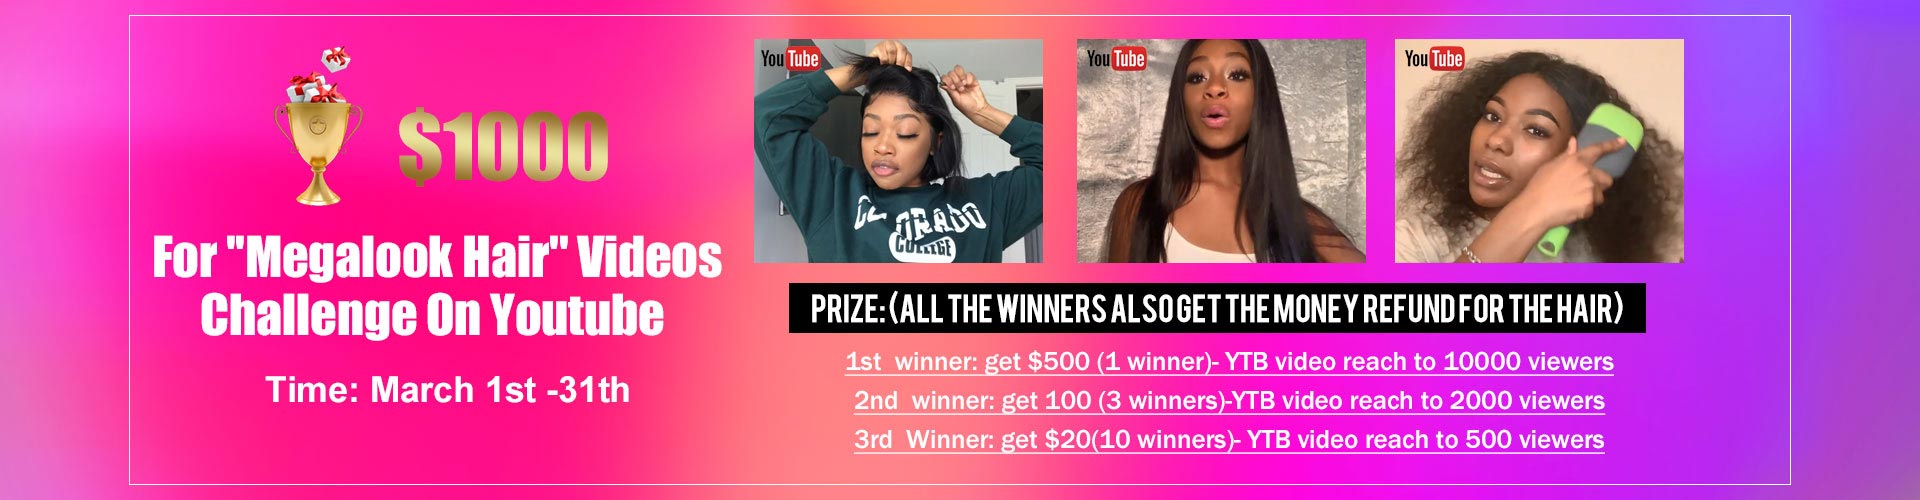 $1000
For "Megalook Hair" Videos
Challenge On Youtube
Time: March 1st -31th
YouTube
YouTube
YouTube
COLORADO
COLLEGE
PRIZE: (ALL THE WINNERS ALSO GET THE MONEY REFUND FOR THE HAIR)
1st winner: get $500 (1 winner)- YTB video reach to 10000 viewers
2nd winner: get 100 (3 winners)-YTB video reach to 2000 viewers
3rd Winner: get $20(10 winners)- YTB video reach to 500 viewers